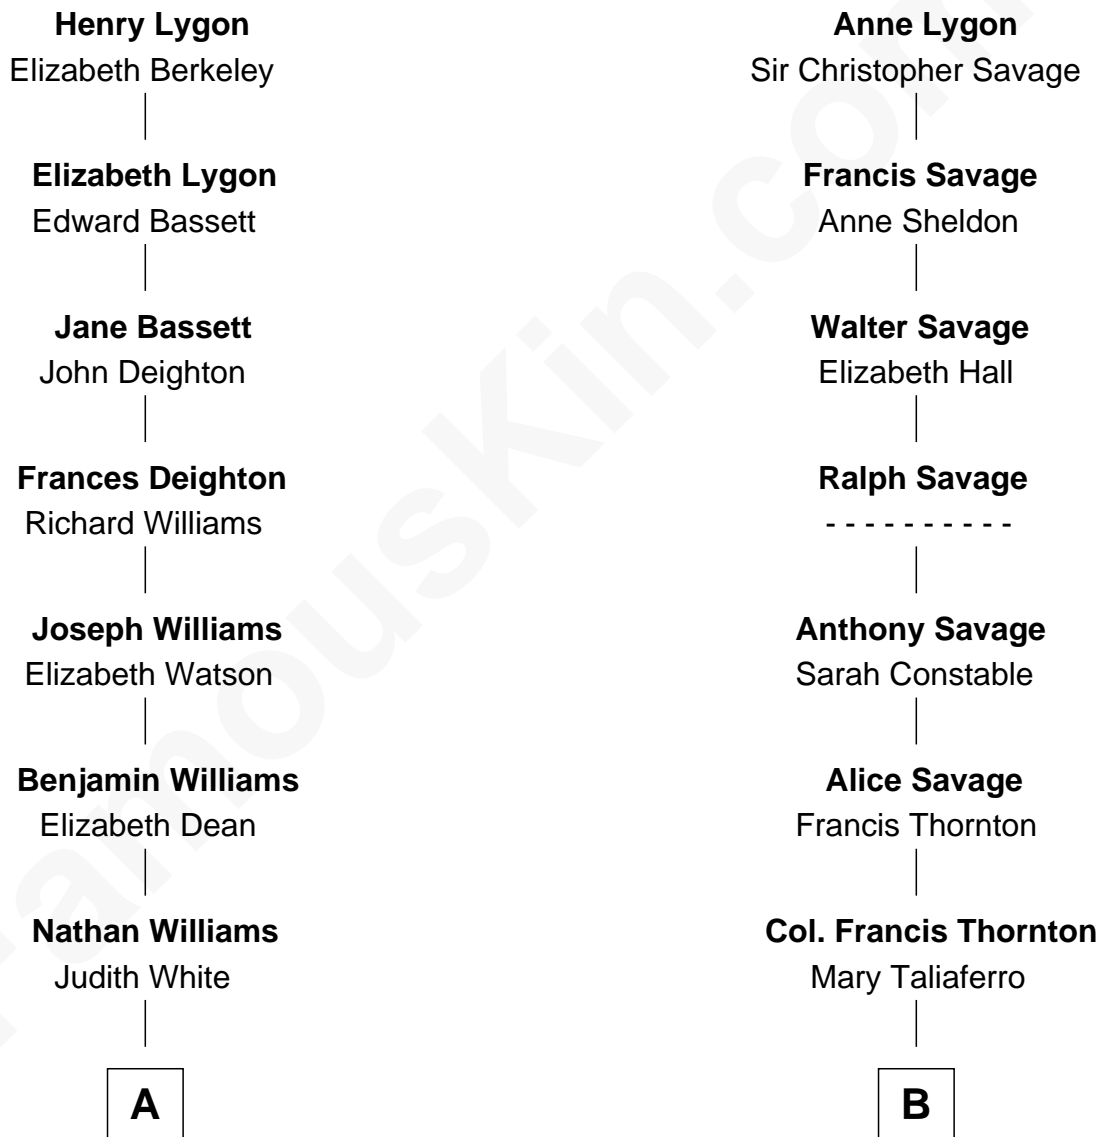 Henry Lygon
Elizabeth Berkeley
Elizabeth Lygon
Edward Bassett
Jane Bassett
John Deighton
Frances Deighton
Richard Williams
Joseph Williams
Elizabeth Watson
Benjamin Williams
Elizabeth Dean
Nathan Williams
Judith White
A
Anne Lygon
Sir Christopher Savage
Francis Savage
Anne Sheldon
Walter Savage
Elizabeth Hall
Ralph Savage
- - - - - - - - - -
Anthony Savage
Sarah Constable
Alice Savage
Francis Thornton
Col. Francis Thornton
Mary Taliaferro
B
FamousKin.com